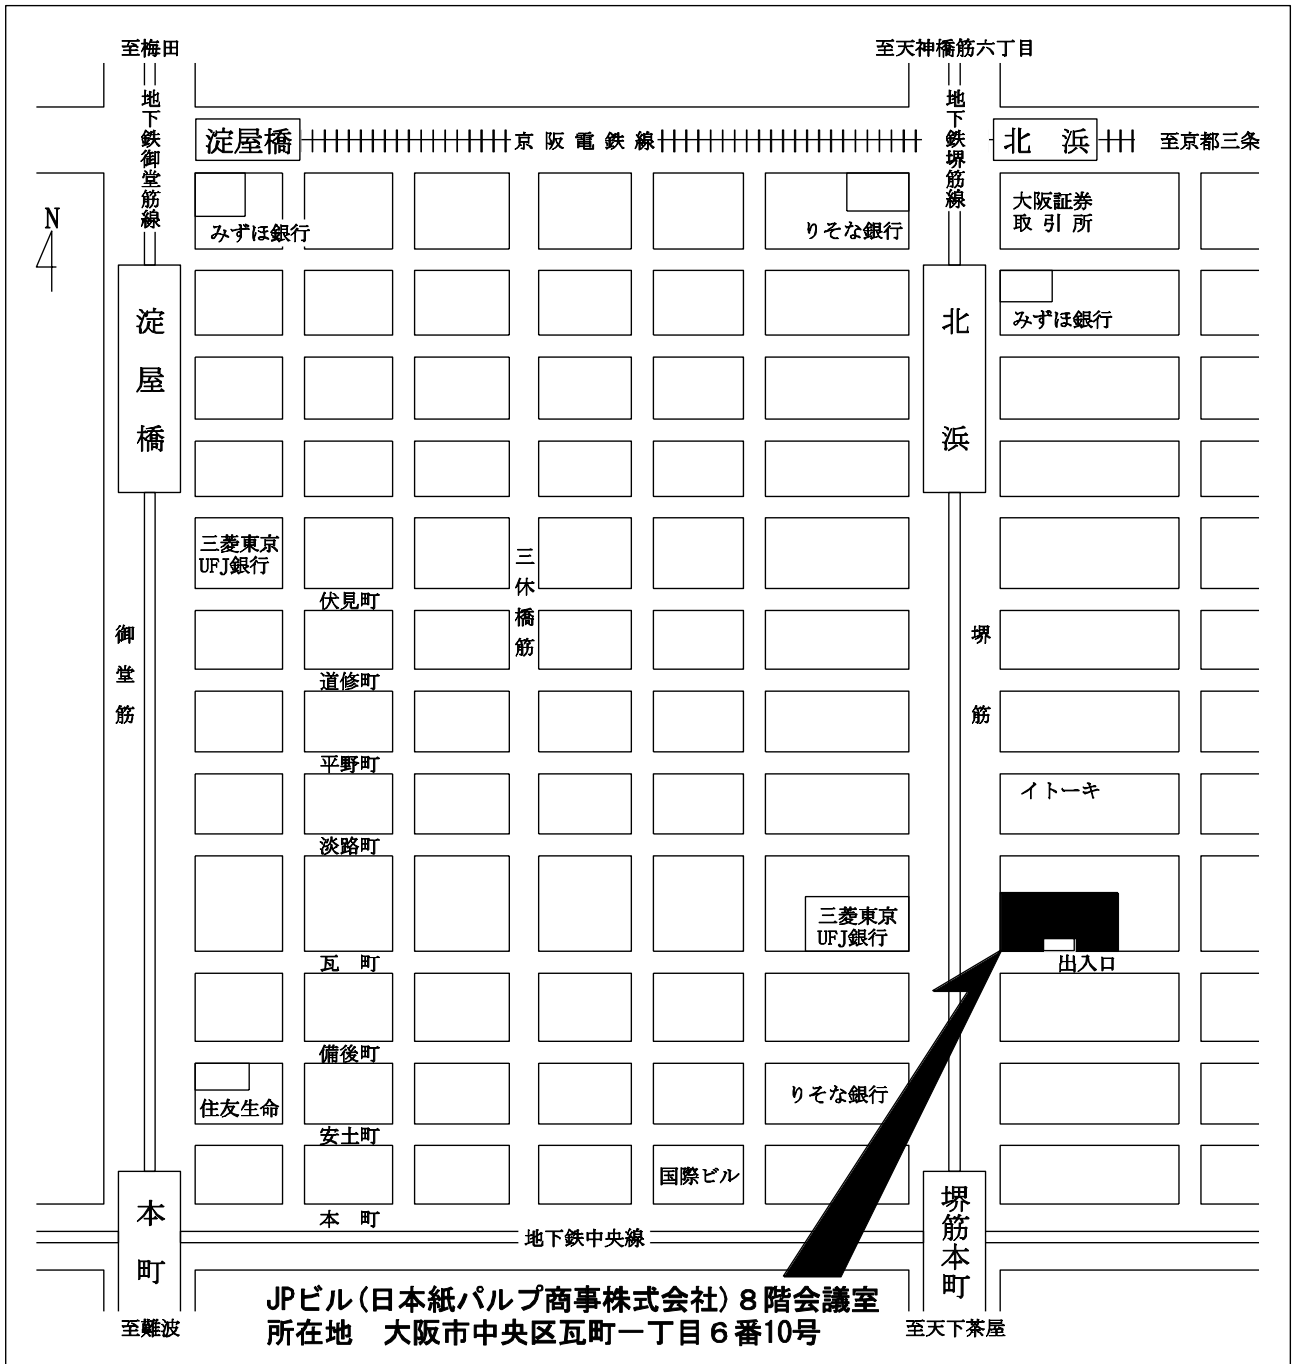 至梅田
至天神橋筋六丁目
地下鉄御堂筋線
地下鉄堺筋線
淀屋橋
京阪電鉄線
北　浜
至京都三条
N
みずほ銀行
りそな銀行
大阪証券
取引所
淀屋橋
北浜
みずほ銀行
三菱東京
UFJ銀行
三休橋筋
伏見町
御堂筋
堺筋
道修町
平野町
イトーキ
淡路町
三菱東京
UFJ銀行
瓦　町
出入口
備後町
住友生命
りそな銀行
安土町
国際ビル
本町
本　町
堺筋本町
地下鉄中央線
JPビル(日本紙パルプ商事株式会社)８階会議室
所在地　大阪市中央区瓦町一丁目６番10号
至難波
至天下茶屋